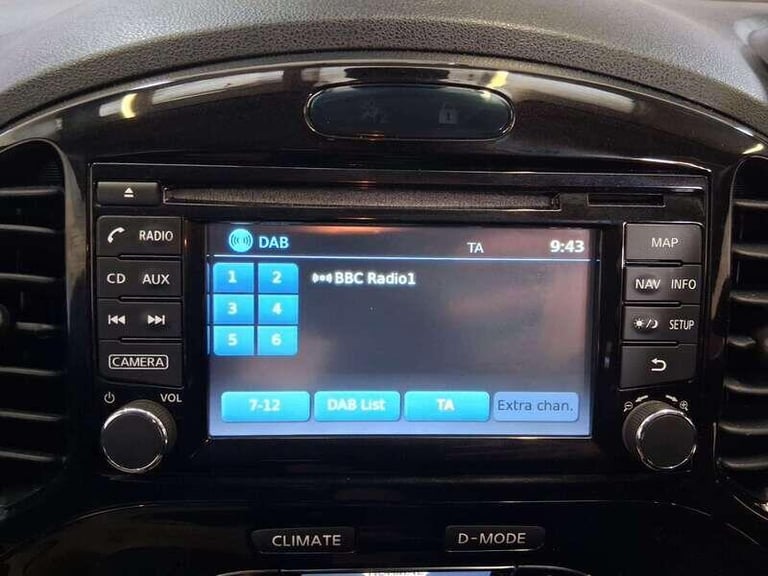 RADIO
CD AUX
CAMERA
VOL
DAB
TA
9:43
1 2
3 4
5 6
BBC Radio1
7-12
DAB List
TA
Extra chan.
MAP
NAV INFO
SETUP
CLIMATE
D-MODE